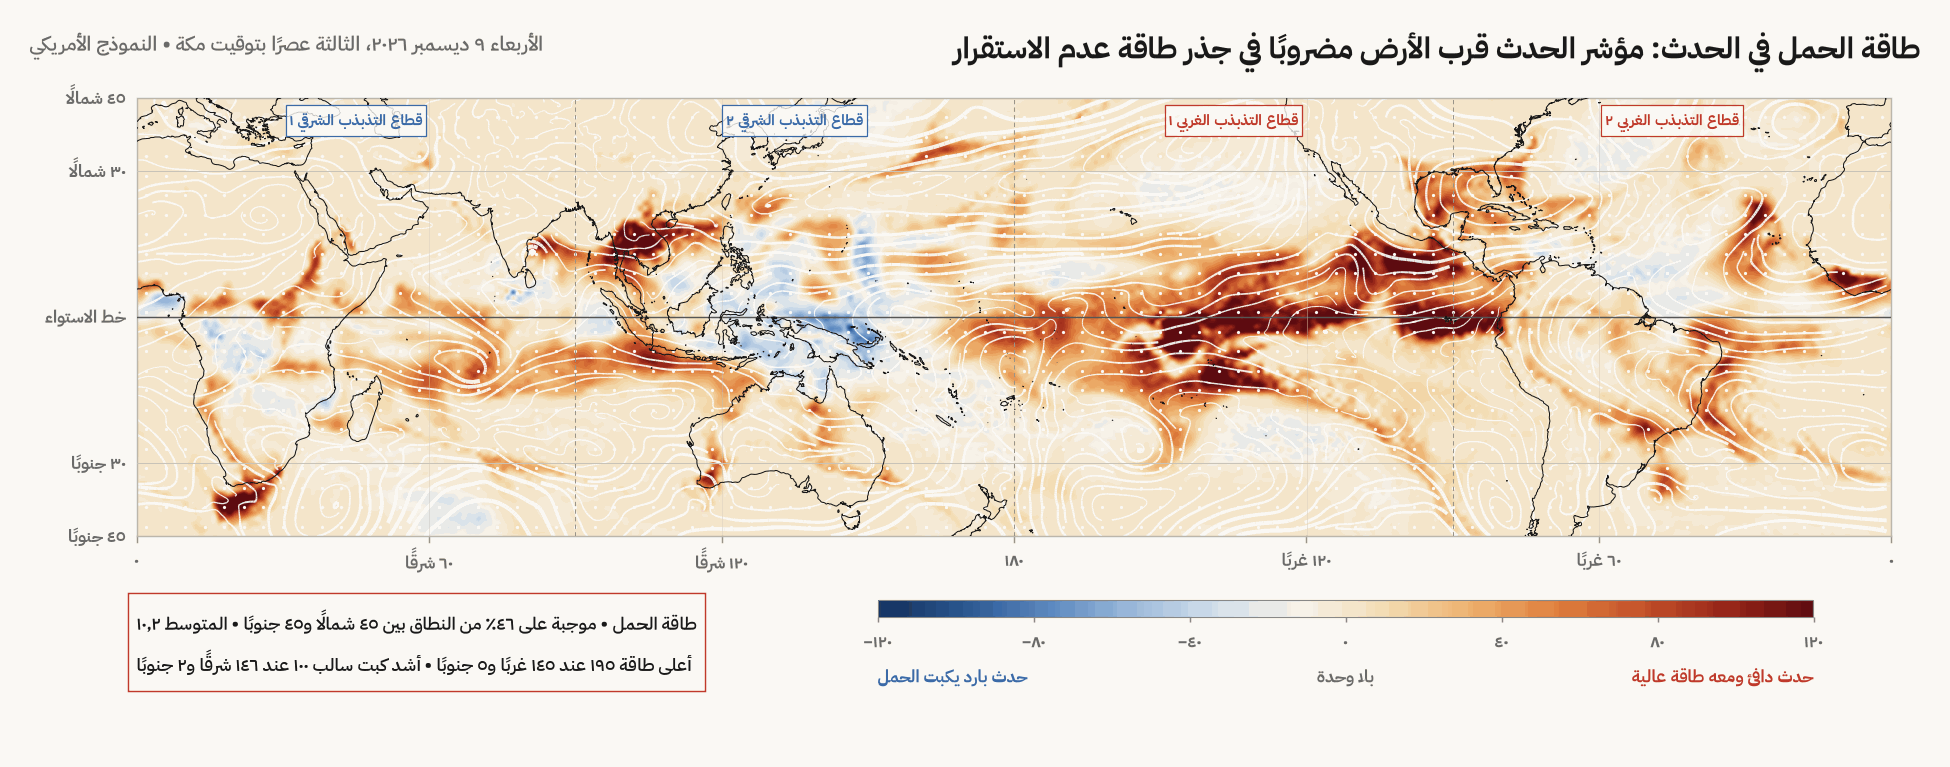 طاقة الحمل في الحدث: مؤشر الحدث قرب الأرض مضروبًا في جذر طاقة عدم الاستقرار
الأربعاء ٩ ديسمبر ٢٠٢٦، الثالثة عصرًا بتوقيت مكة • النموذج الأمريكي
قطاع التذبذب الشرقي ١
قطاع التذبذب الشرقي ٢
قطاع التذبذب الغربي ١
قطاع التذبذب الغربي ٢
٤٥ شمالًا
٣٠ شمالًا
خط الاستواء
٣٠ جنوبًا
٤٥ جنوبًا
٠
٦٠ شرقًا
١٢٠ شرقًا
١٨٠
١٢٠ غربًا
٦٠ غربًا
٠
طاقة الحمل • موجبة على ٤٦٪ من النطاق بين ٤٥ شمالًا و٤٥ جنوبًا • المتوسط ١٠,٢
أعلى طاقة ١٩٥ عند ١٤٥ غربًا و٥ جنوبًا • أشد كبت سالب ١٠٠ عند ١٤٦ شرقًا و٢ جنوبًا
−١٢٠
−٨٠
−٤٠
٠
٤٠
٨٠
١٢٠
حدث بارد يكبت الحمل
بلا وحدة
حدث دافئ ومعه طاقة عالية